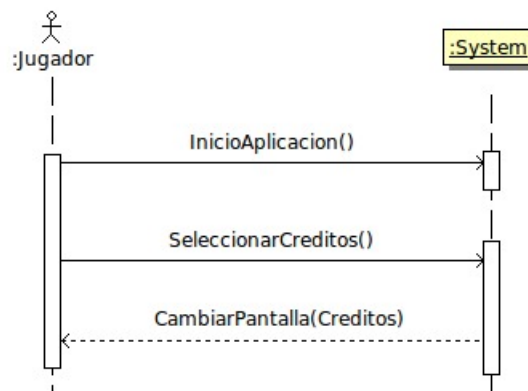 :Jugador
:System
InicioAplicacion()
SeleccionarCreditos()
CambiarPantalla(Creditos)